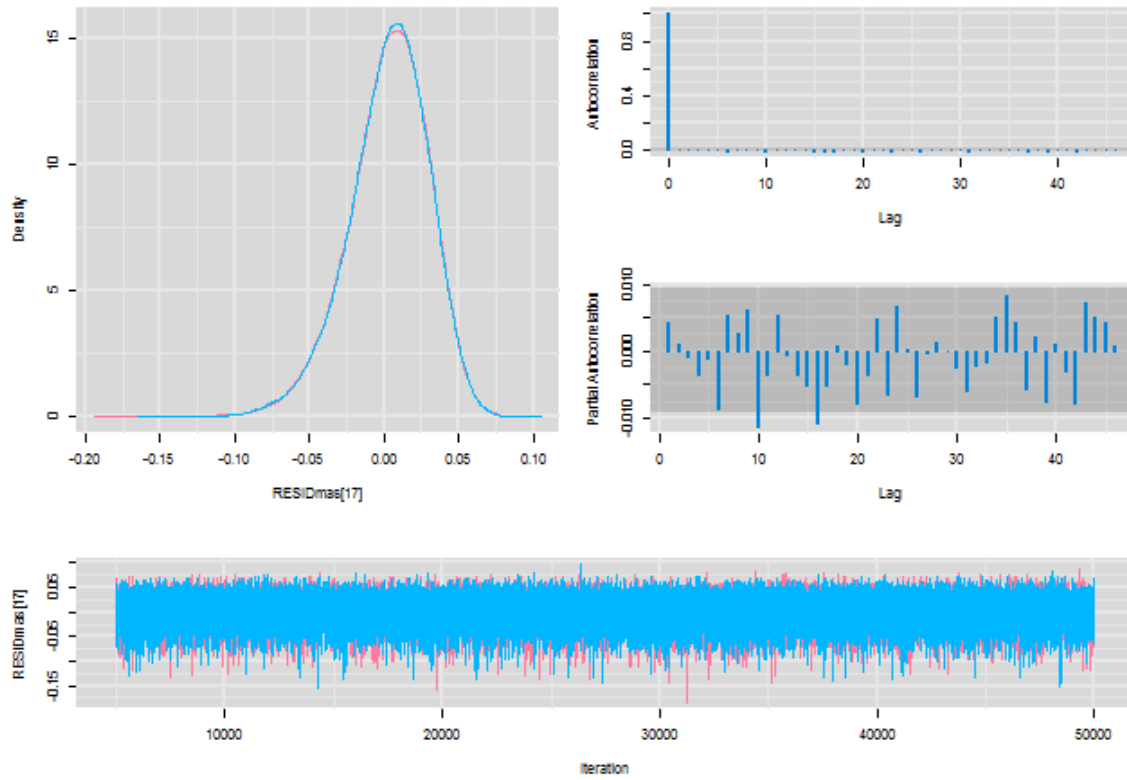 Density
15
10
5
0
-0.20 -0.15 -0.10 -0.05 0.00 0.05 0.10
RESIDmas[17]
Autocorrelation
0.8
0.4
0.0
0 10 20 30 40
Lag
Partial Autocorrelation
0.010
0.000
-0.010
0 10 20 30 40
Lag
RESIDmas[17]
0.05
-0.05
-0.15
10000 20000 30000 40000 50000
Iteration